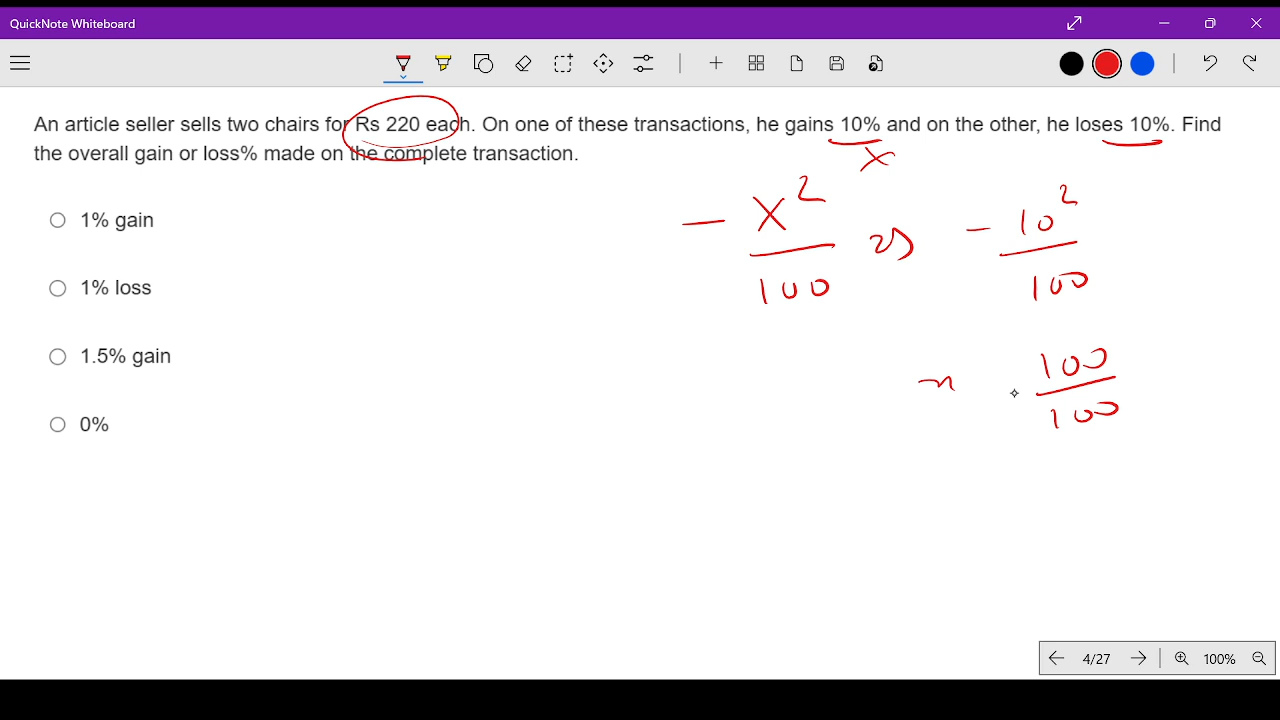 QuickNote Whiteboard
An article seller sells two chairs for Rs 220 each. On one of these transactions, he gains 10% and on the other, he loses 10%. Find
the overall gain or loss% made on the complete transaction.
x
1% gain
- x²/100
- 10²/100
1% loss
1.5% gain
100/100
0%
4/27
100%